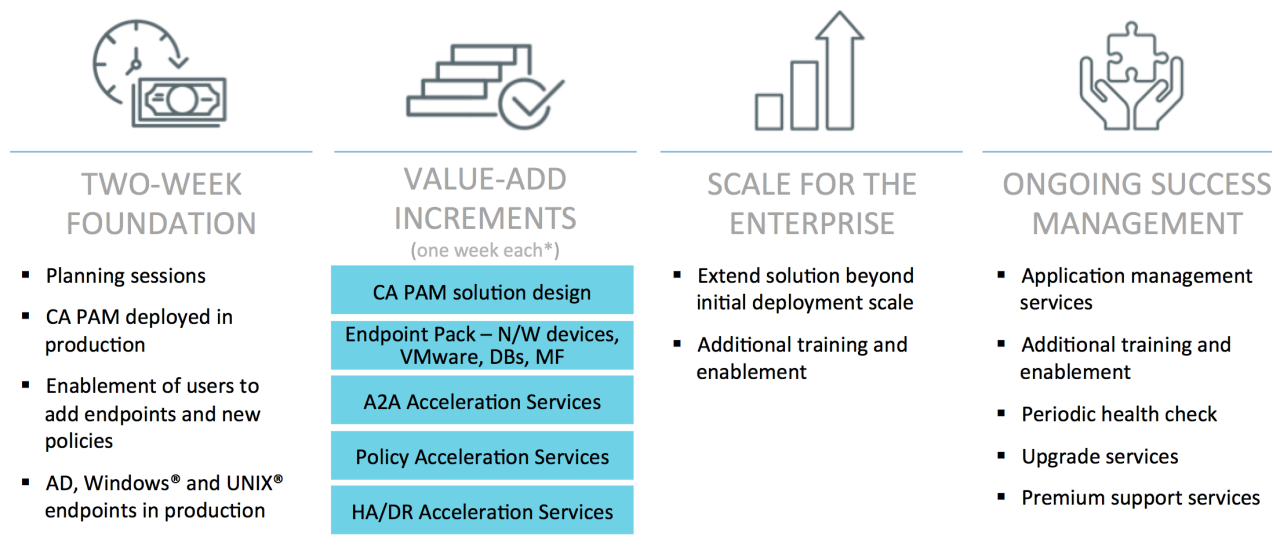 TWO-WEEK
FOUNDATION
▪ Planning sessions
▪ CA PAM deployed in
production
▪ Enablement of users to
add endpoints and new
policies
▪ AD, Windows® and UNIX®
endpoints in production
VALUE-ADD
INCREMENTS
(one week each*)
CA PAM solution design
Endpoint Pack – N/W devices,
VMware, DBs, MF
A2A Acceleration Services
Policy Acceleration Services
HA/DR Acceleration Services
SCALE FOR THE
ENTERPRISE
▪ Extend solution beyond
initial deployment scale
▪ Additional training and
enablement
ONGOING SUCCESS
MANAGEMENT
▪ Application management
services
▪ Additional training and
enablement
▪ Periodic health check
▪ Upgrade services
▪ Premium support services